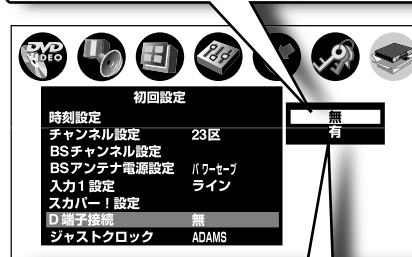 DVD
VIDEO
初回設定
時刻設定
チャンネル設定 23区
BSチャンネル設定
BSアンテナ電源設定 パワーセーブ
入力1設定 ライン
スカパー!設定
D端子接続 無
ジャストクロック ADAMS
無
有